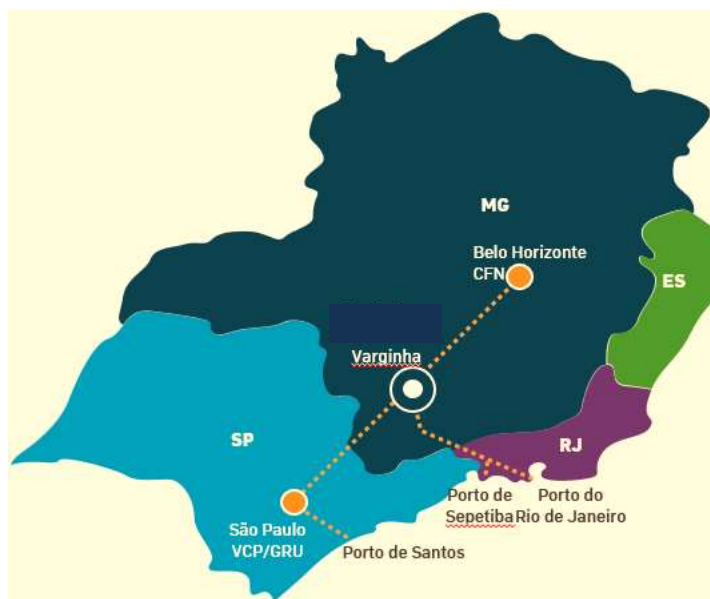 MG
Belo Horizonte
CFN
ES
Varginha
SP
RJ
São Paulo
VCP/GRU
Porto de Santos
Porto de
Sepetiba
Porto do
Rio de Janeiro